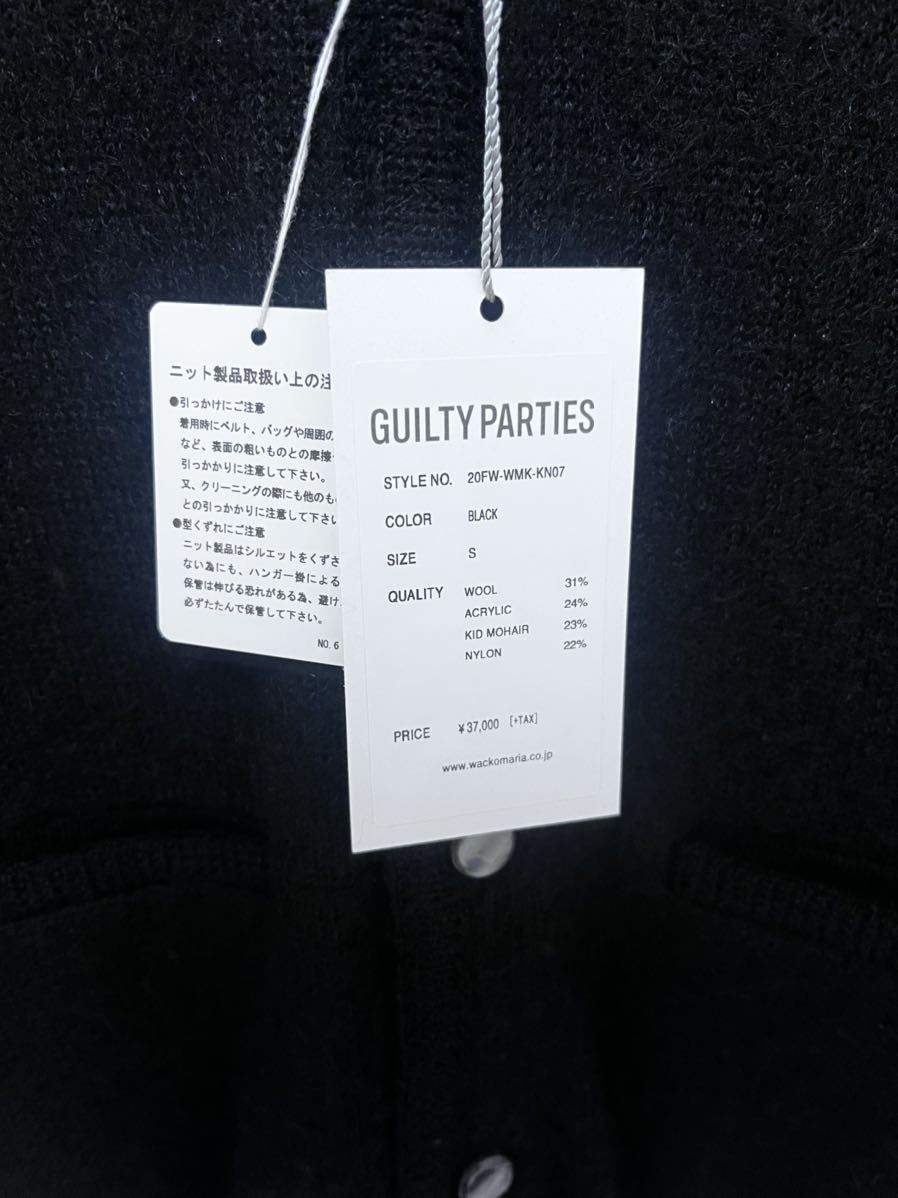 ニット製品取扱い上の注
●引っかけにご注意
着用時にベルト、バッグや周囲の
など、表面の粗いものとの摩擦
引っかかりに注意して下さい。
又、クリーニングの際にも他のも
との引っかかりに注意して下さい
●型くずれにご注意
ニット製品はシルエットをくずさ
ない為にも、ハンガー掛による
保管は伸びる恐れがある為、避け
必ずたたんで保管して下さい。
NO. 6
GUILTY PARTIES
STYLE NO. 20FW-WMK-KN07
COLOR BLACK
SIZE S
QUALITY WOOL 31%
ACRYLIC 24%
KID MOHAIR 23%
NYLON 22%
PRICE ¥37,000 [+TAX]
www.wackomaria.co.jp